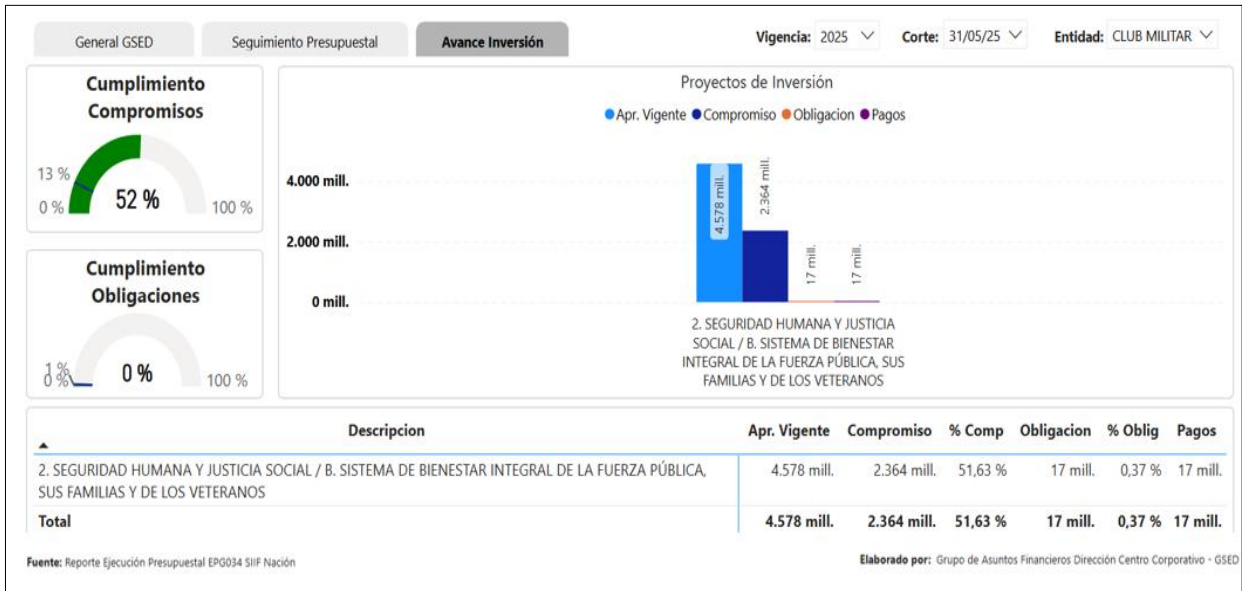 General GSED
Seguimiento Presupuestal
Avance Inversión
Vigencia: 2025
Corte: 31/05/25
Entidad: CLUB MILITAR
Cumplimiento
Compromisos
13 %
0 %
52 %
100 %
Cumplimiento
Obligaciones
1 %
0 %
0 %
100 %
Proyectos de Inversión
Apr. Vigente Compromiso Obligacion Pagos
4.000 mill.
2.000 mill.
0 mill.
4.578 mill.
2.364 mill.
17 mill.
17 mill.
2. SEGURIDAD HUMANA Y JUSTICIA
SOCIAL / B. SISTEMA DE BIENESTAR
INTEGRAL DE LA FUERZA PÚBLICA, SUS
FAMILIAS Y DE LOS VETERANOS
Descripcion Apr. Vigente Compromiso % Comp Obligacion % Oblig Pagos
2. SEGURIDAD HUMANA Y JUSTICIA SOCIAL / B. SISTEMA DE BIENESTAR INTEGRAL DE LA FUERZA PÚBLICA, 4.578 mill. 2.364 mill. 51,63 % 17 mill. 0,37 % 17 mill.
SUS FAMILIAS Y DE LOS VETERANOS
Total 4.578 mill. 2.364 mill. 51,63 % 17 mill. 0,37 % 17 mill.
Fuente: Reporte Ejecución Presupuestal EPG034 SIIF Nación
Elaborado por: Grupo de Asuntos Financieros Dirección Centro Corporativo - GSED